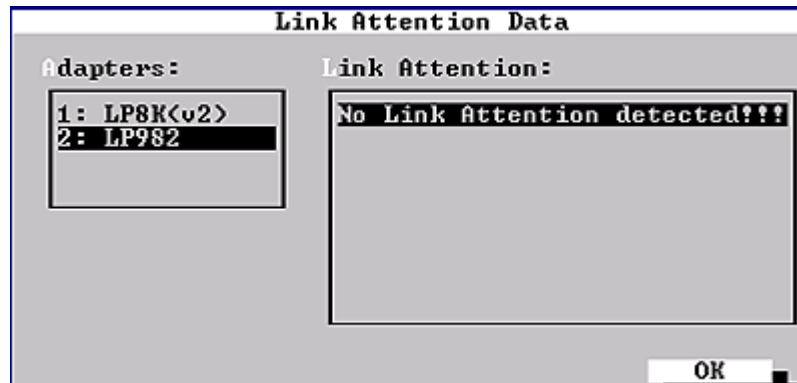 Link Attention Data
Adapters:
Link Attention:
1: LP8K(v2)
2: LP982
No Link Attention detected!!!
OK